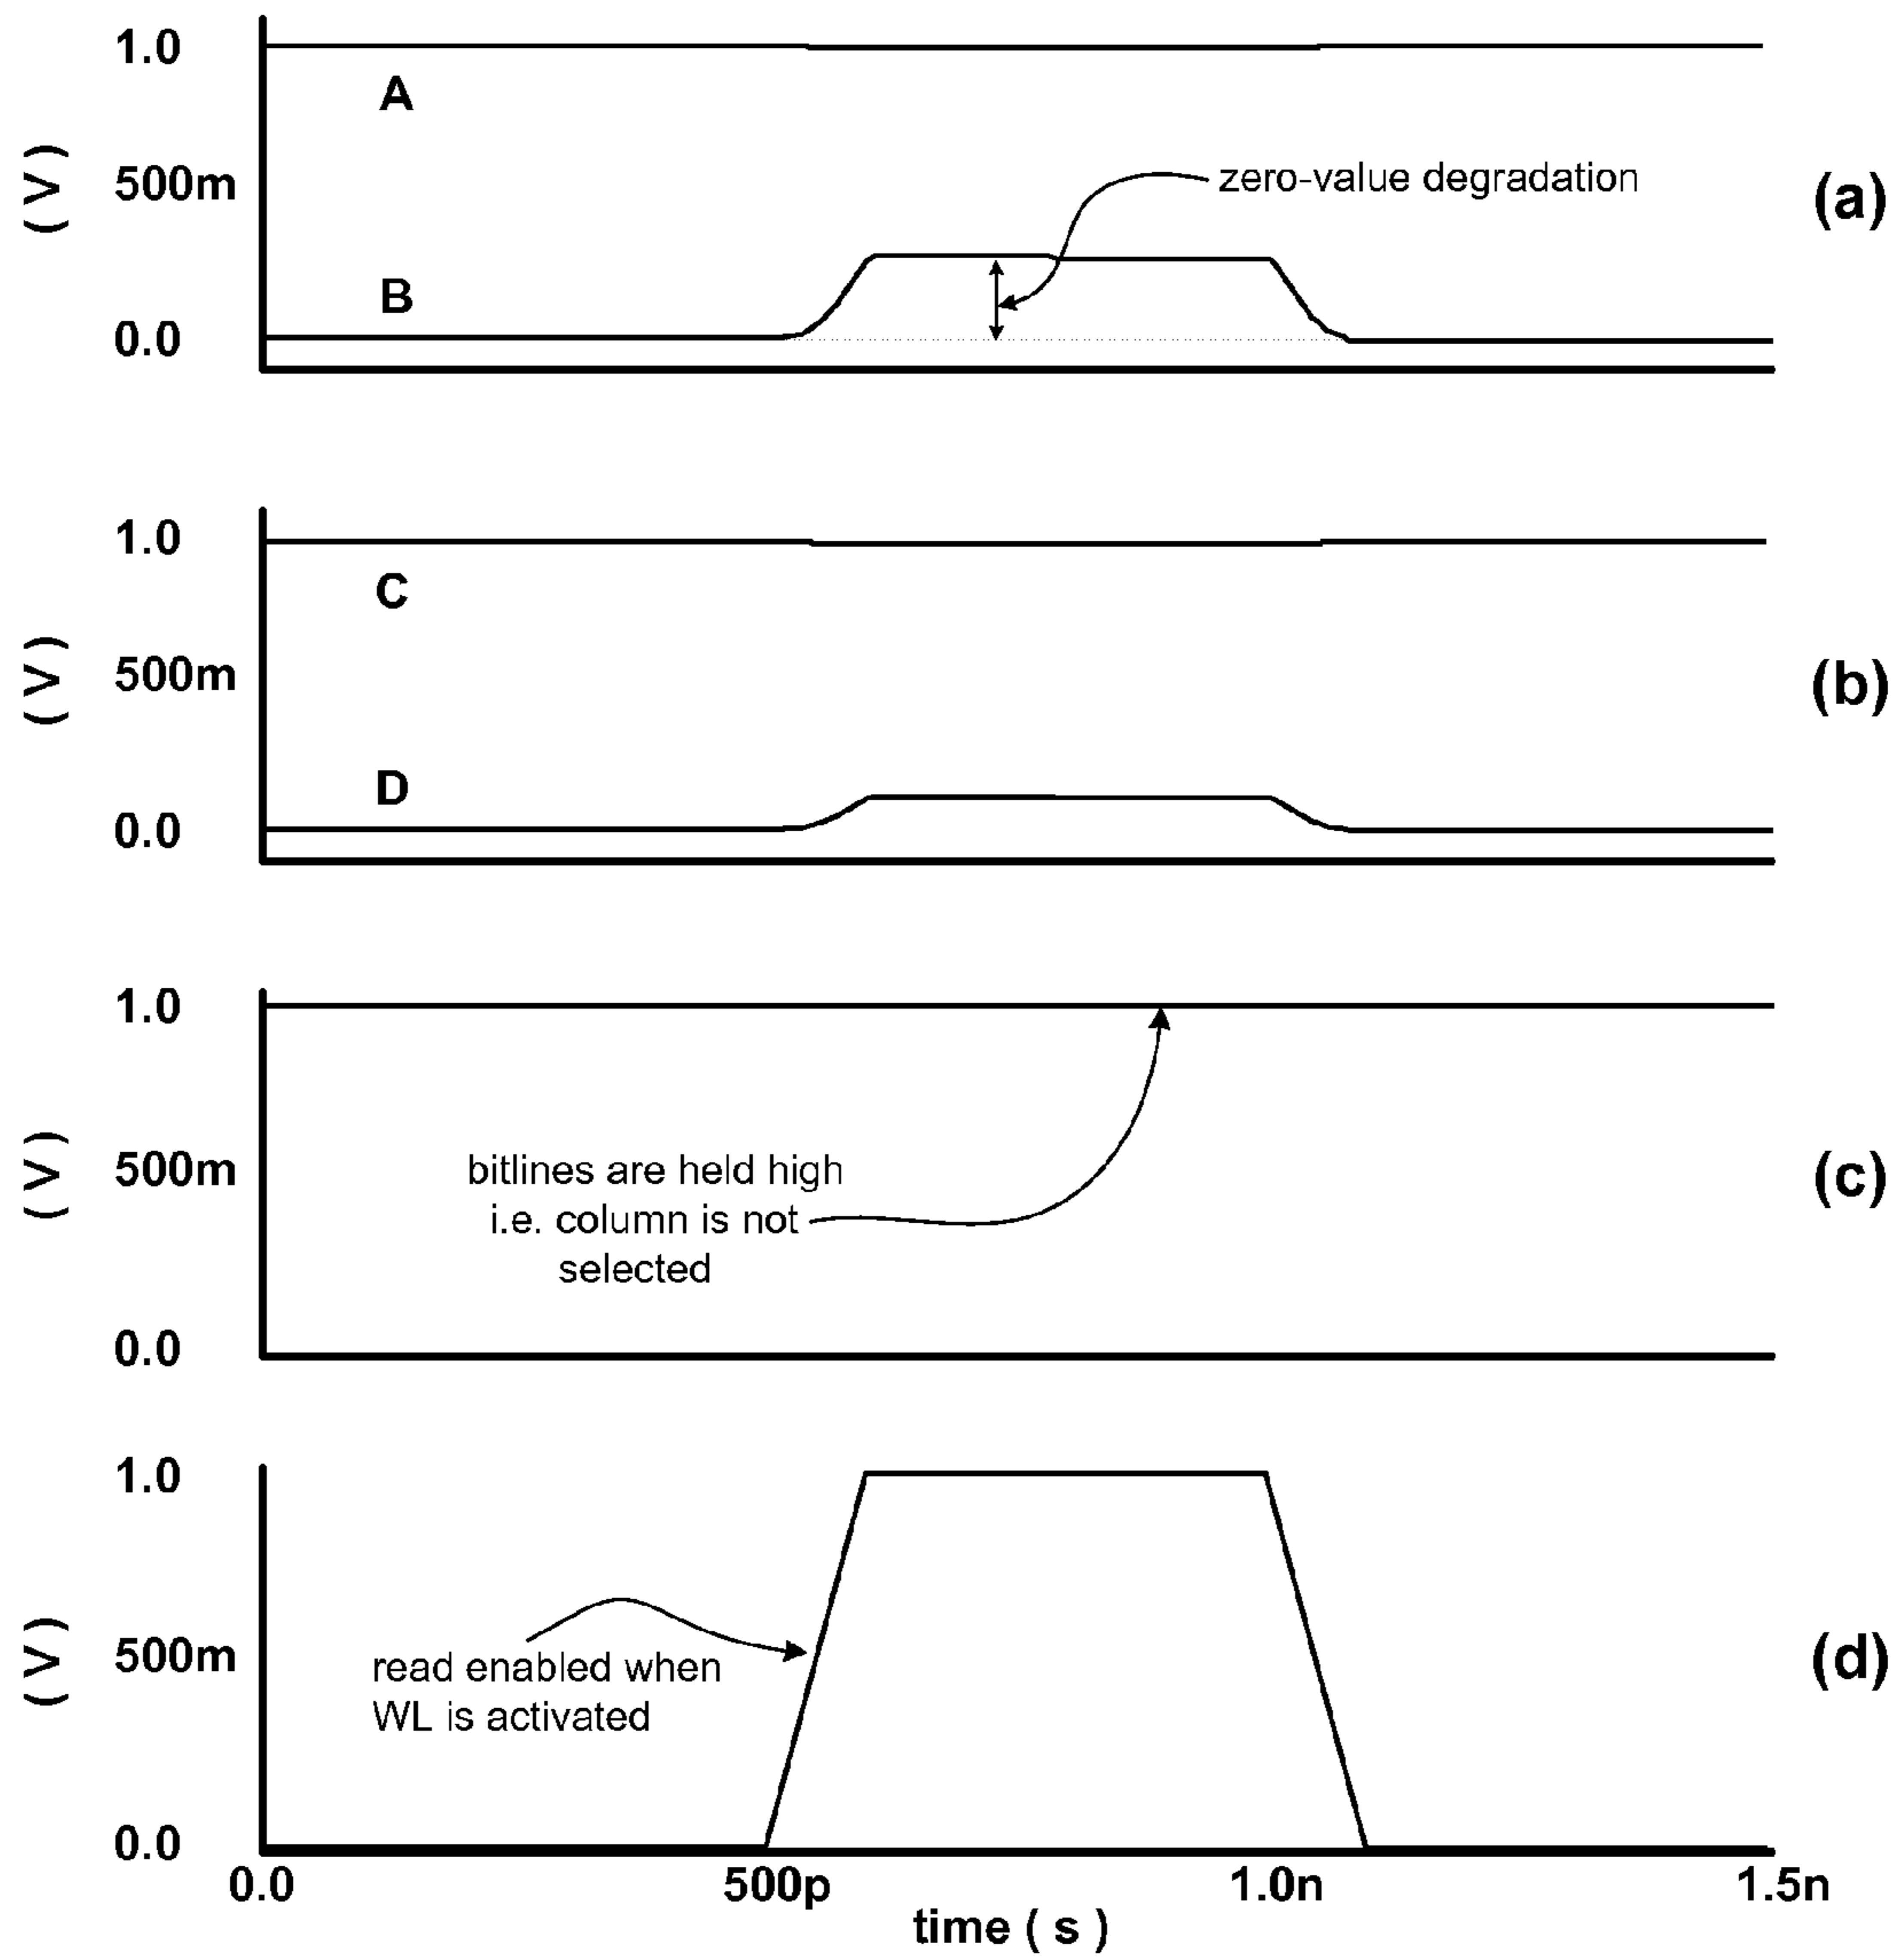 1.0
A
( V )
500m
zero-value degradation
(a)
B
0.0
1.0
C
( V )
500m
(b)
D
0.0
1.0
( V )
500m
bitlines are held high
i.e. column is not
selected
(c)
0.0
1.0
( V )
500m
read enabled when
WL is activated
(d)
0.0
0.0 500p 1.0n 1.5n
time ( s )